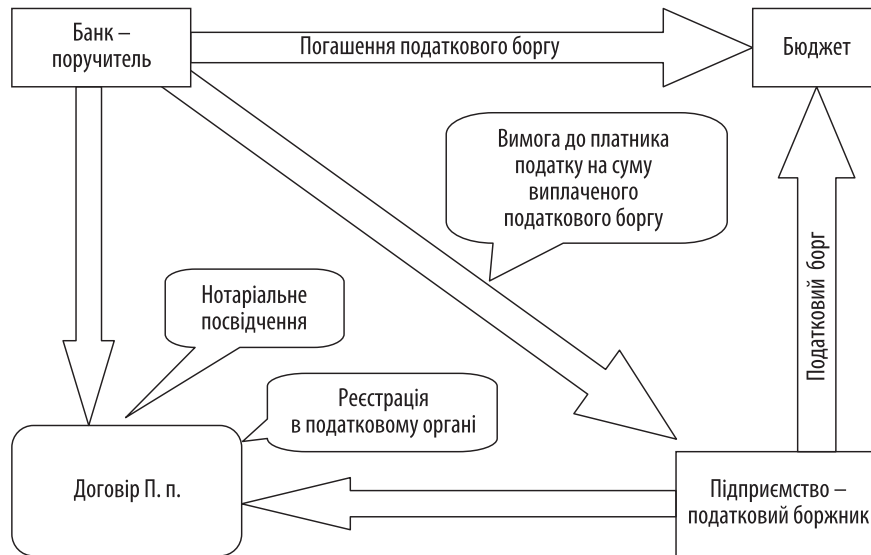 Банк –
поручитель
Погашення податкового боргу
Бюджет
Вимога до платника
податку на суму
виплаченого
податкового боргу
Податковий борг
Нотаріальне
посвідчення
Реєстрація
в податковому органі
Договір П. п.
Підприємство –
податковий боржник